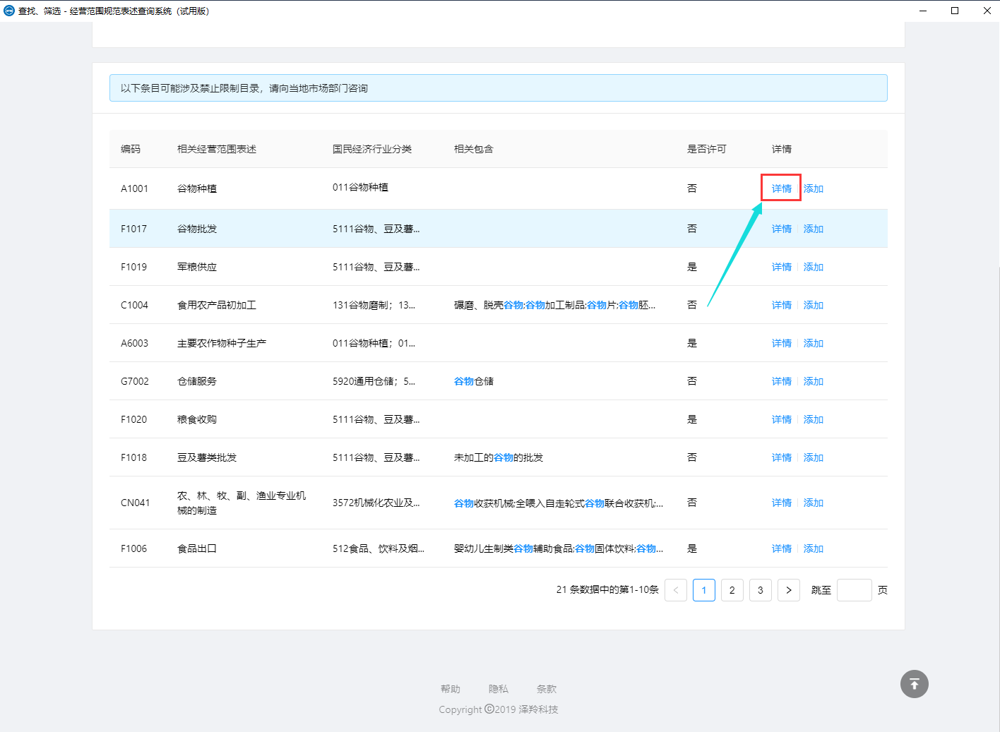 查找、筛选 - 经营范围规范表述查询系统（试用版）
以下条目可能涉及禁止限制目录，请向当地市场部门咨询
编码 相关经营范围表述 国民经济行业分类 相关包含 是否许可 详情
A1001 谷物种植 011谷物种植 否 详情 添加
F1017 谷物批发 5111谷物、豆及薯... 否 详情 添加
F1019 军粮供应 5111谷物、豆及薯... 是 详情 添加
C1004 食用农产品初加工 131谷物磨制；13... 碾磨、脱壳谷物;谷物加工制品;谷物片;谷物胚... 否 详情 添加
A6003 主要农作物种子生产 011谷物种植；01... 是 详情 添加
G7002 仓储服务 5920通用仓储；5... 谷物仓储 否 详情 添加
F1020 粮食收购 5111谷物、豆及薯... 是 详情 添加
F1018 豆及薯类批发 5111谷物、豆及薯... 未加工的谷物的批发 否 详情 添加
CN041 农、林、牧、副、渔业专业机
械的制造 3572机械化农业及... 谷物收获机械;全喂入自走轮式谷物联合收获机;... 否 详情 添加
F1006 食品出口 512食品、饮料及烟... 婴幼儿生制类谷物辅助食品;谷物固体饮料;谷物... 是 详情 添加
21 条数据中的第1-10条 < 1 2 3 > 跳至 页
帮助 隐私 条款
Copyright ©2019 泽羚科技